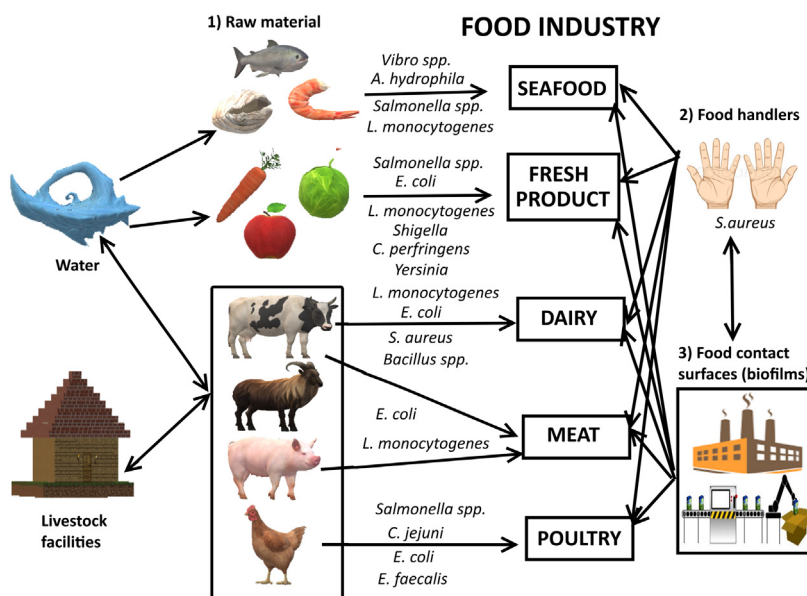 1) Raw material
FOOD INDUSTRY
Vibro spp.
A. hydrophila
Salmonella spp.
L. monocytogenes
SEAFOOD
2) Food handlers
Salmonella spp.
E. coli
L. monocytogenes
Shigella
C. perfringens
Yersinia
FRESH
PRODUCT
S.aureus
Water
L. monocytogenes
E. coli
S. aureus
Bacillus spp.
DAIRY
3) Food contact
surfaces (biofilms)
E. coli
L. monocytogenes
MEAT
Livestock
facilities
Salmonella spp.
C. jejuni
E. coli
E. faecalis
POULTRY